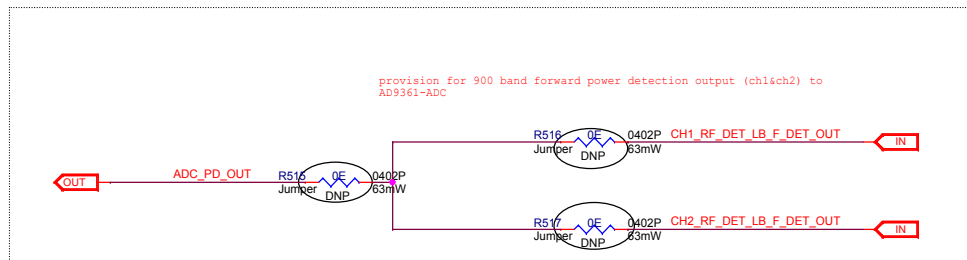 provision for 900 band forward power detection output (ch1&ch2) to
AD9361-ADC
R516 0E 0402P CH1_RF_DET_LB_F_DET_OUT IN
Jumper DNP 63mW
OUT ADC_PD_OUT R515 0E 0402P
Jumper DNP 63mW
R517 0E 0402P CH2_RF_DET_LB_F_DET_OUT IN
Jumper DNP 63mW